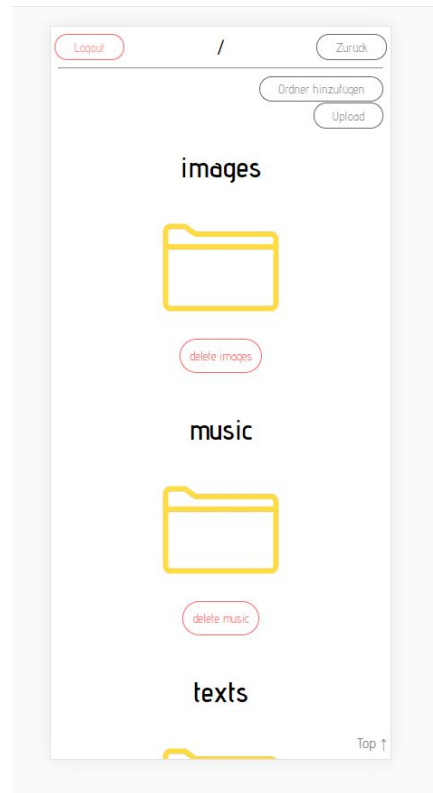 Logout / Zurück
Ordner hinzufügen
Upload
images
delete images
music
delete music
texts
Top ↑